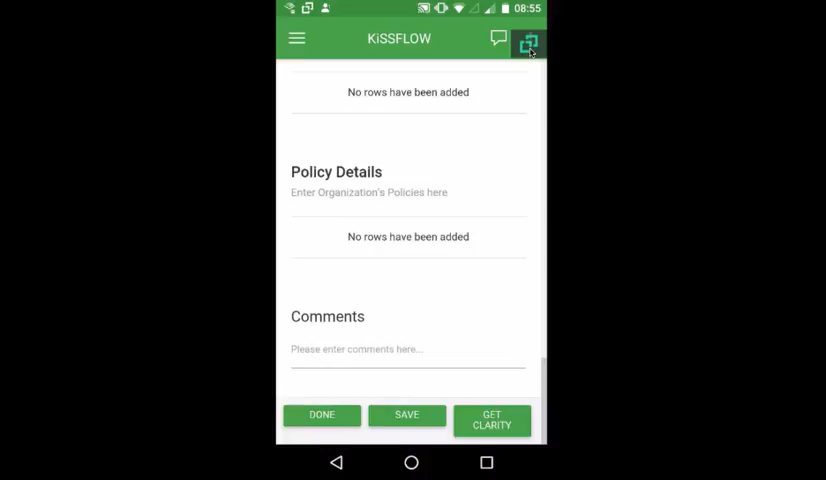 08:55
KiSSFLOW
No rows have been added
Policy Details
Enter Organization's Policies here
No rows have been added
Comments
Please enter comments here...
DONE
SAVE
GET
CLARITY